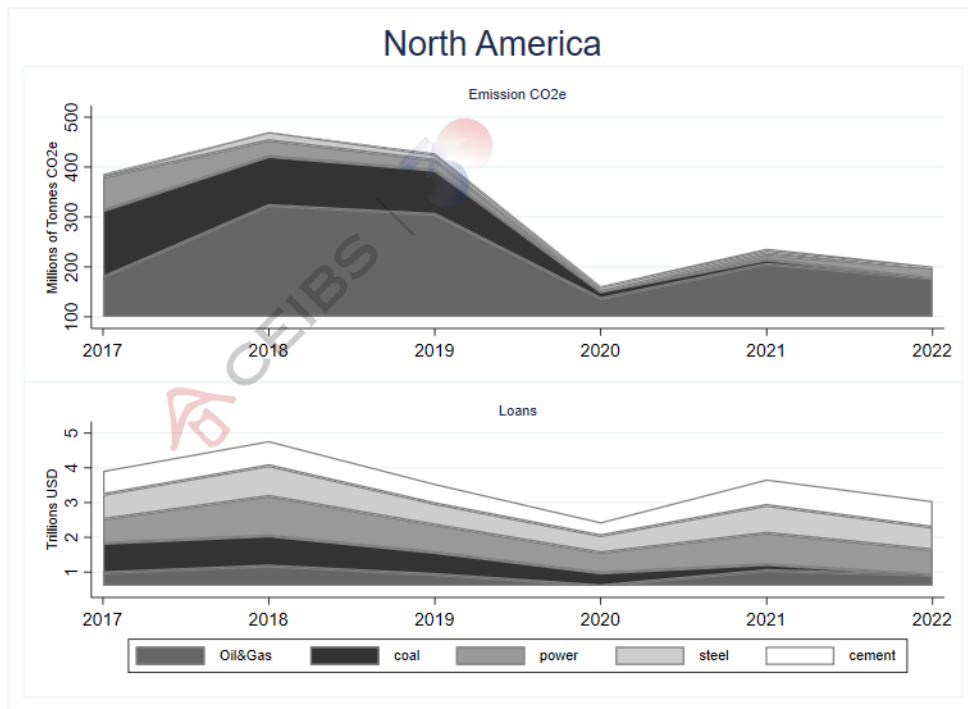 North America
Emission CO2e
Millions of Tonnes CO2e
500
400
300
200
100
2017 2018 2019 2020 2021 2022
CEIBS
Loans
Trillions USD
5
4
3
2
1
2017 2018 2019 2020 2021 2022
Oil&Gas coal power steel cement